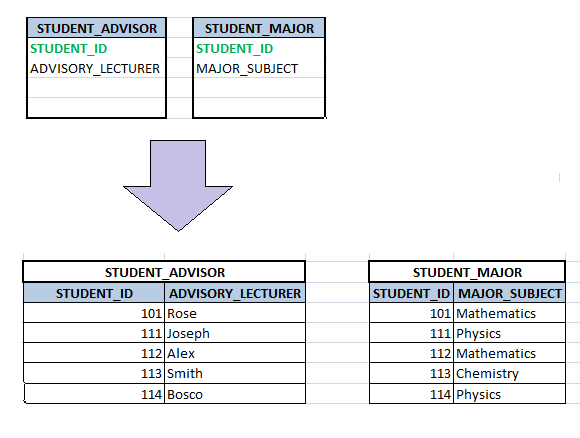 STUDENT_ADVISOR STUDENT_MAJOR
STUDENT_ID STUDENT_ID
ADVISORY_LECTURER MAJOR_SUBJECT
STUDENT_ADVISOR STUDENT_MAJOR
STUDENT_ID ADVISORY_LECTURER STUDENT_ID MAJOR_SUBJECT
101 Rose 101 Mathematics
111 Joseph 111 Physics
112 Alex 112 Mathematics
113 Smith 113 Chemistry
114 Bosco 114 Physics